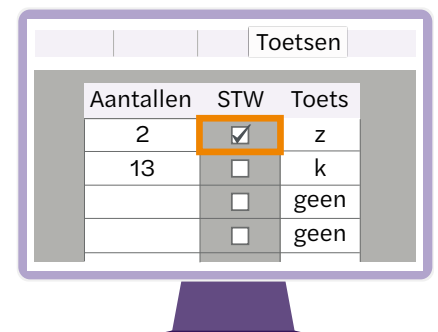 Toetsen
Aantallen STW Toets
2 z
13 k
geen
geen